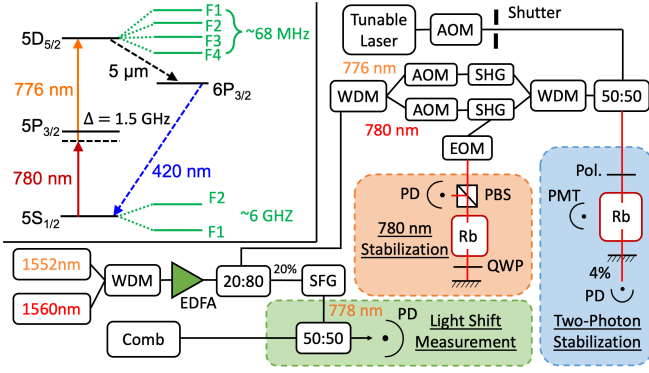 F1
F2
F3
F4
~68 MHz
5D5/2
5 µm
6P3/2
776 nm
5P3/2
Δ = 1.5 GHz
780 nm
420 nm
5S1/2
F2
F1
~6 GHZ
Tunable
Laser
AOM
Shutter
776 nm
WDM
AOM
SHG
AOM
SHG
WDM
50:50
780 nm
EOM
PD
PBS
780 nm
Stabilization
Rb
QWP
Pol.
PMT
Rb
4%
PD
Two-Photon
Stabilization
1552nm
1560nm
WDM
EDFA
20:80
20%
SFG
778 nm
Comb
50:50
PD
Light Shift
Measurement